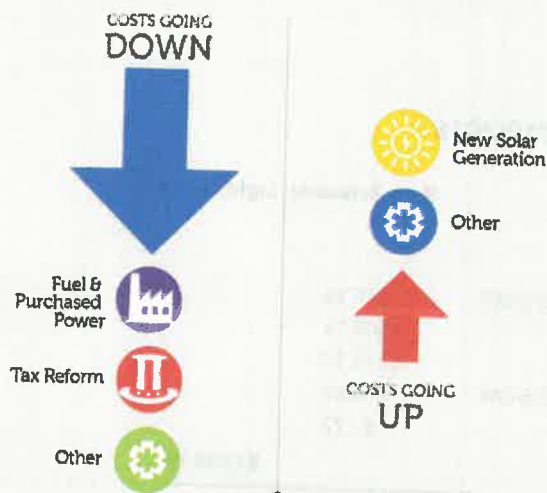 COSTS GOING
DOWN
Fuel &
Purchased
Power
Tax Reform
Other
New Solar
Generation
Other
COSTS GOING
UP